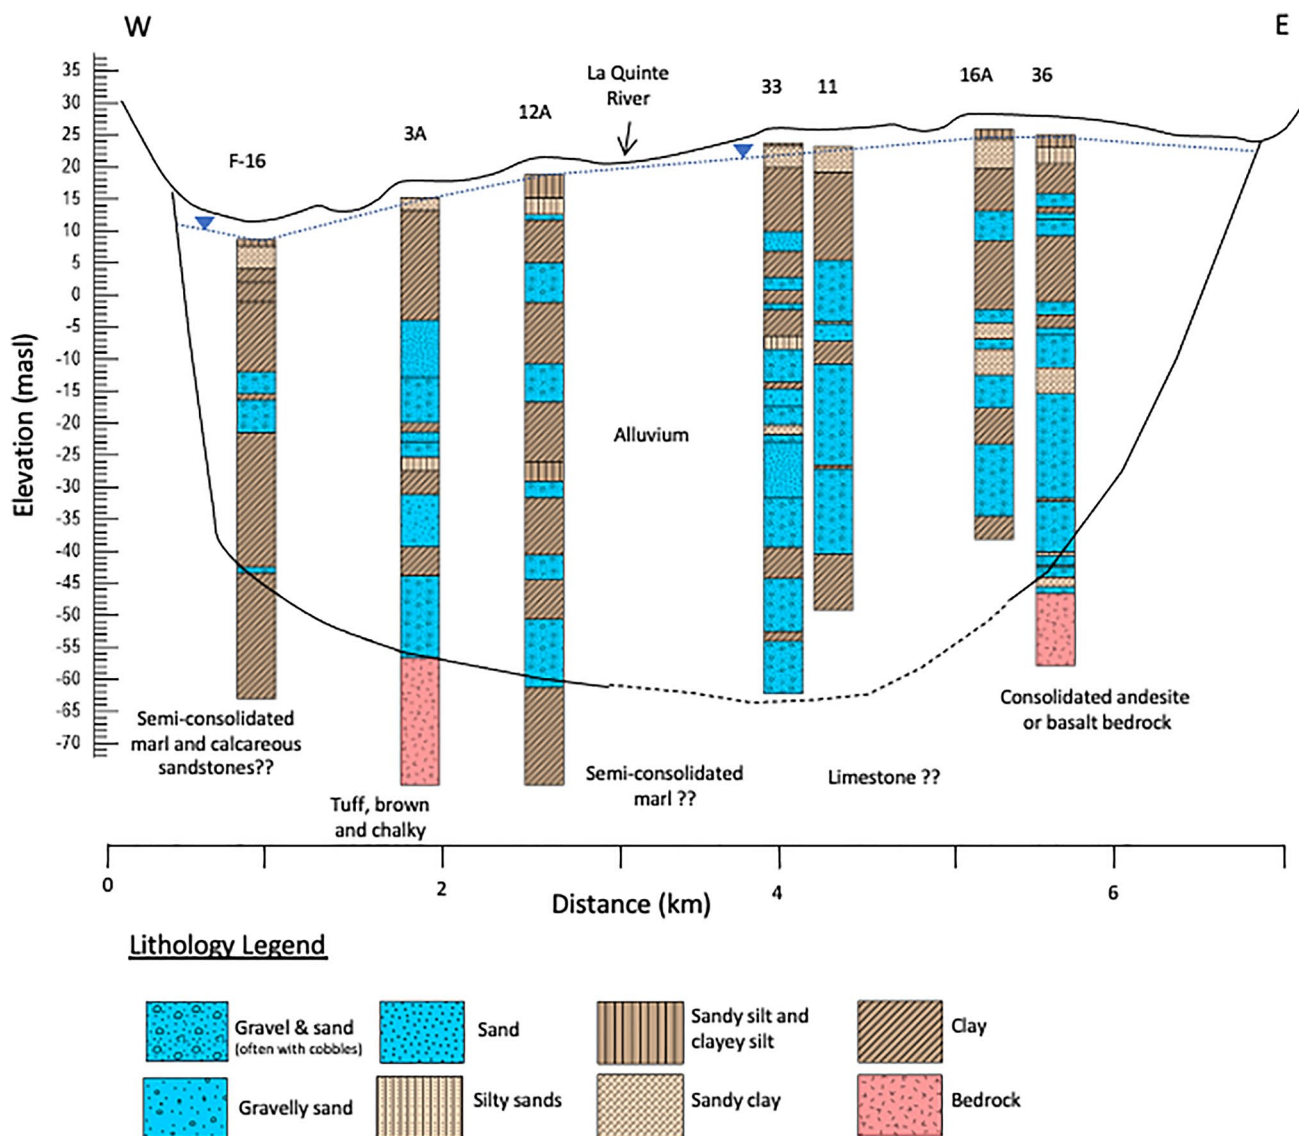 W
E
La Quinte
River
F-16
3A
12A
33
11
16A
36
35
30
25
20
15
10
5
0
-5
-10
-15
-20
-25
-30
-35
-40
-45
-50
-55
-60
-65
-70
Elevation (masl)
Alluvium
Semi-consolidated
marl and calcareous
sandstones??
Tuff, brown
and chalky
Semi-consolidated
marl ??
Limestone ??
Consolidated andesite
or basalt bedrock
0
2
4
6
Distance (km)
Lithology Legend
Gravel & sand
(often with cobbles)
Sand
Sandy silt and
clayey silt
Clay
Gravelly sand
Silty sands
Sandy clay
Bedrock